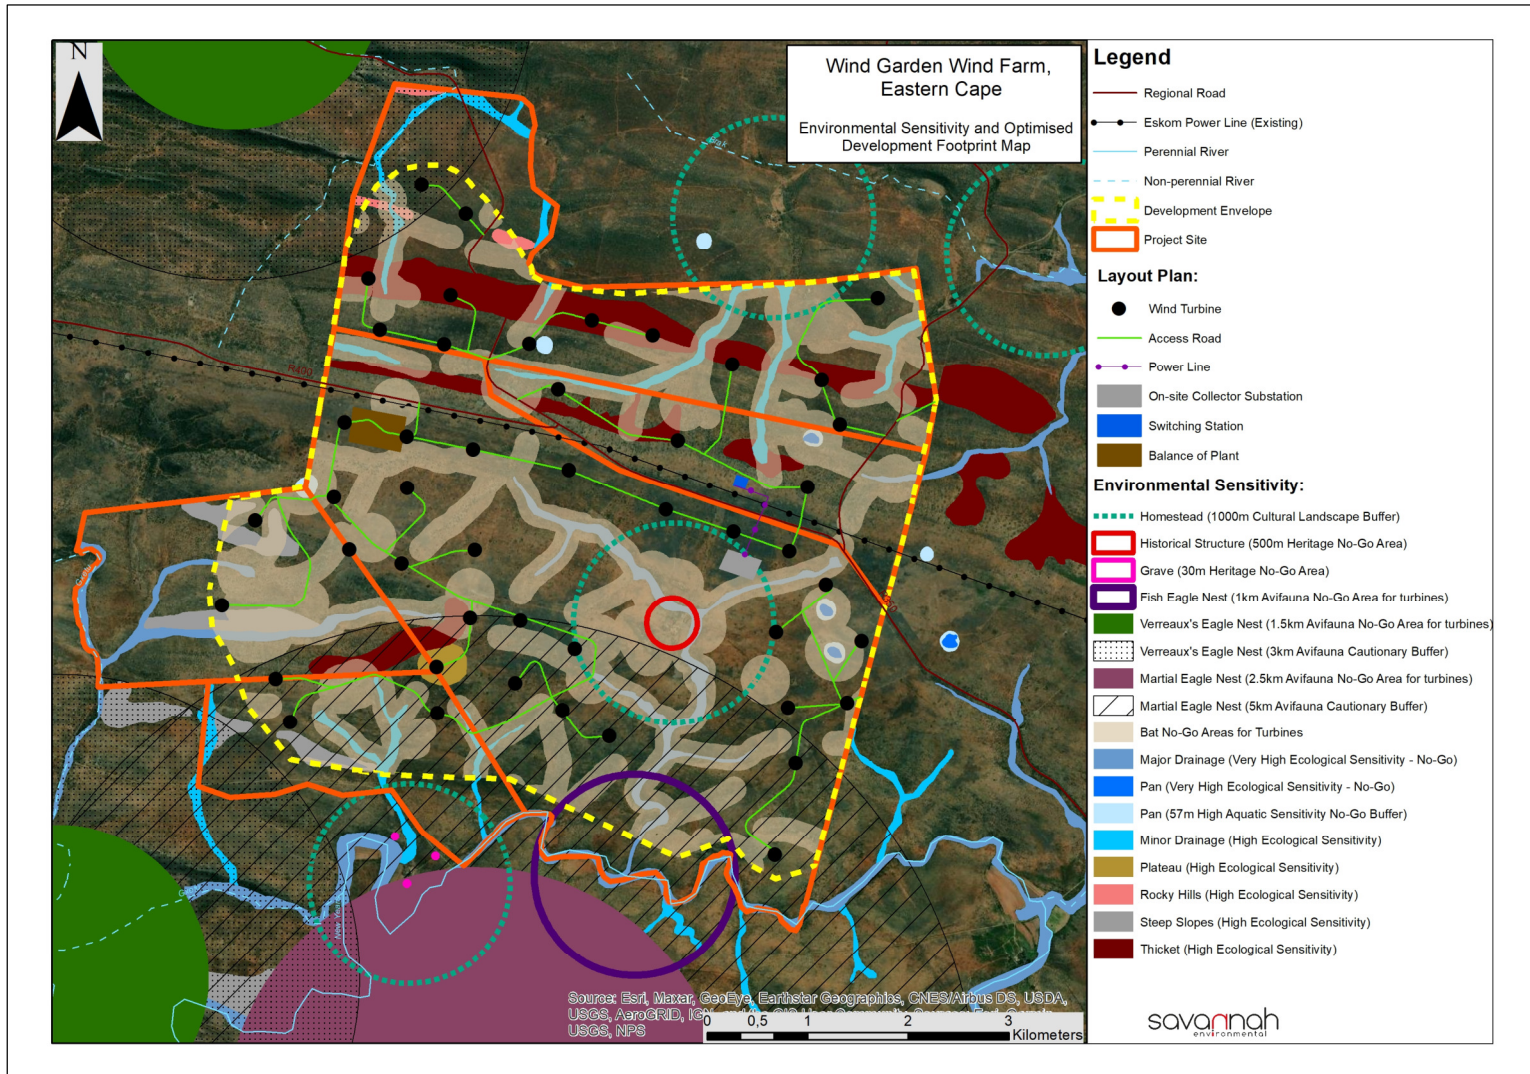 N
Wind Garden Wind Farm,
Eastern Cape
Environmental Sensitivity and Optimised
Development Footprint Map
Brak
R400
Source: Esri, Maxar, GeoEye, Earthstar Geographics, CNES/Airbus DS, USDA,
USGS, AeroGRID, IGN
USGS, NPS
0 0,5 1 2 3
Kilometers
Legend
Regional Road
Eskom Power Line (Existing)
Perennial River
Non-perennial River
Development Envelope
Project Site
Layout Plan:
Wind Turbine
Access Road
Power Line
On-site Collector Substation
Switching Station
Balance of Plant
Environmental Sensitivity:
Homestead (1000m Cultural Landscape Buffer)
Historical Structure (500m Heritage No-Go Area)
Grave (30m Heritage No-Go Area)
Fish Eagle Nest (1km Avifauna No-Go Area for turbines)
Verreaux's Eagle Nest (1.5km Avifauna No-Go Area for turbines)
Verreaux's Eagle Nest (3km Avifauna Cautionary Buffer)
Martial Eagle Nest (2.5km Avifauna No-Go Area for turbines)
Martial Eagle Nest (5km Avifauna Cautionary Buffer)
Bat No-Go Areas for Turbines
Major Drainage (Very High Ecological Sensitivity - No-Go)
Pan (Very High Ecological Sensitivity - No-Go)
Pan (57m High Aquatic Sensitivity No-Go Buffer)
Minor Drainage (High Ecological Sensitivity)
Plateau (High Ecological Sensitivity)
Rocky Hills (High Ecological Sensitivity)
Steep Slopes (High Ecological Sensitivity)
Thicket (High Ecological Sensitivity)
savannah
environmental